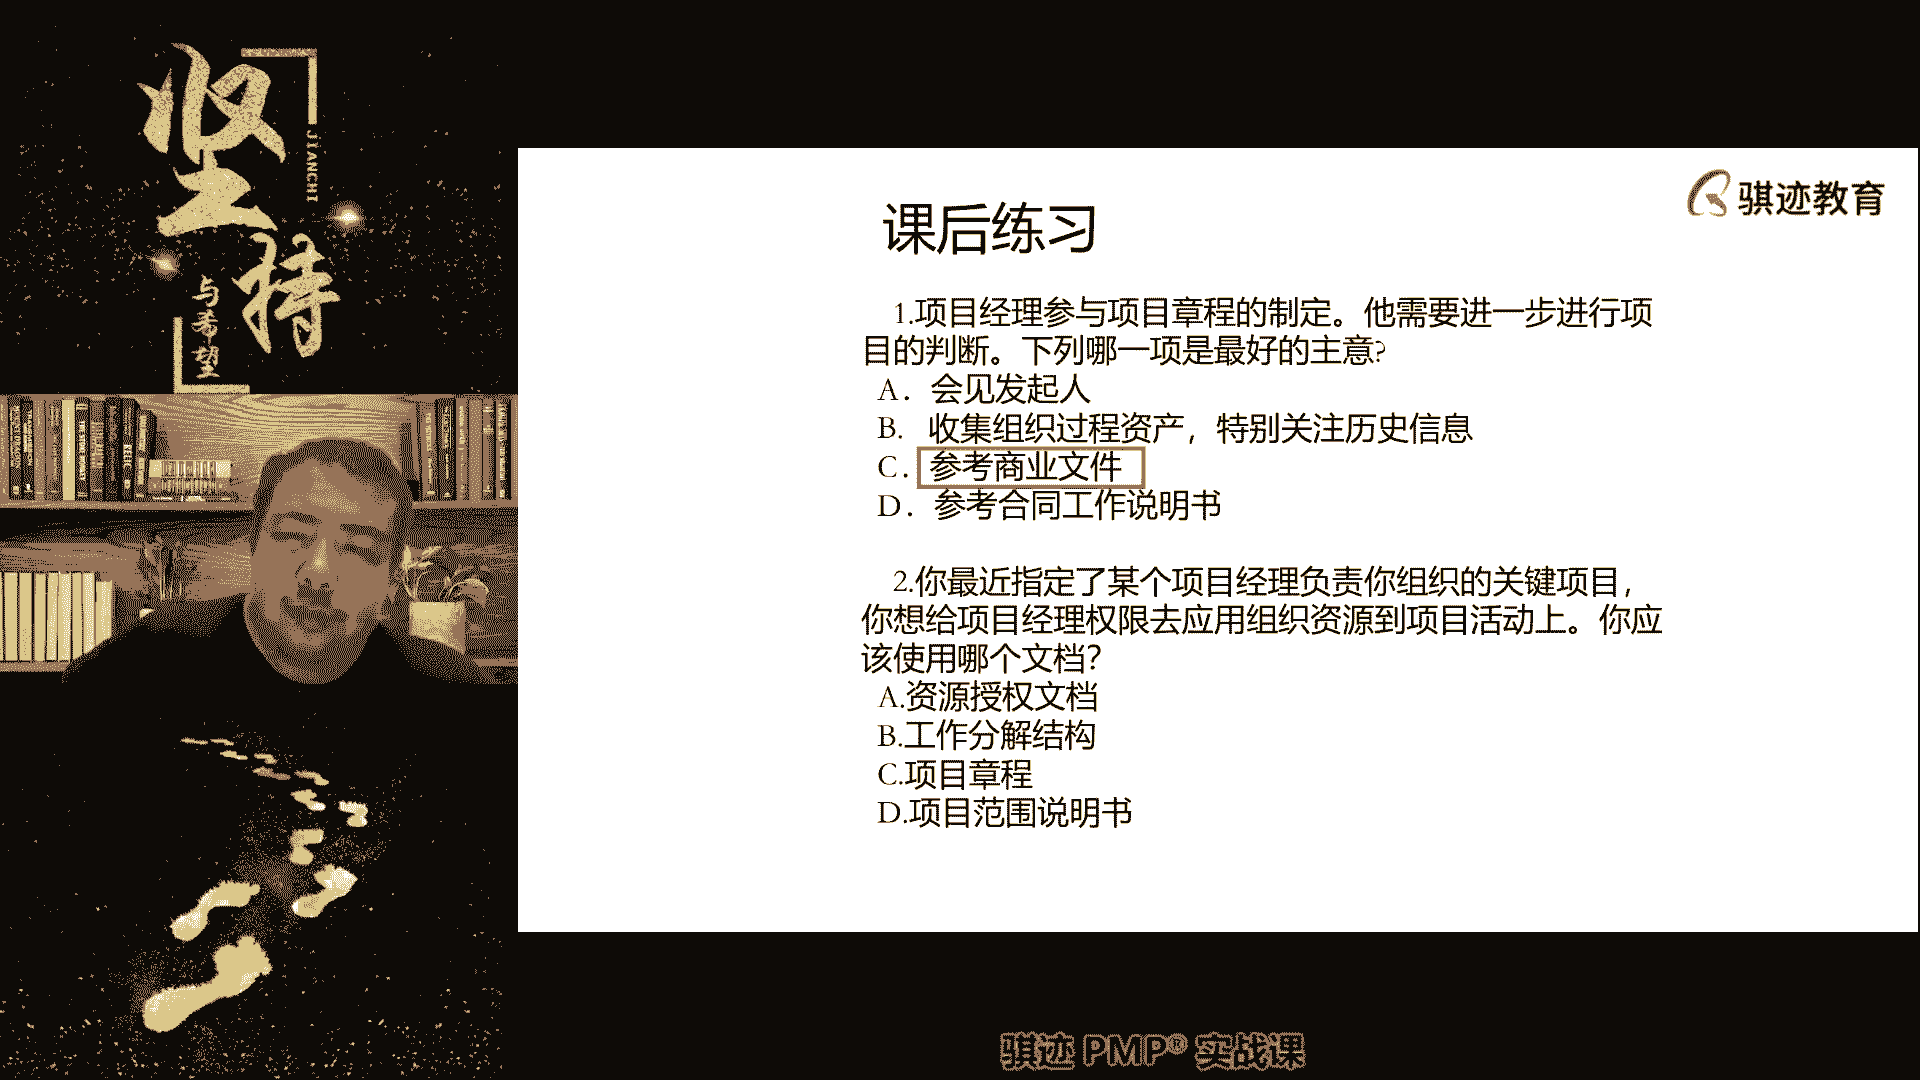 坚持
JIANCHI
与希望
骐迹教育
课后练习
1.项目经理参与项目章程的制定。他需要进一步进行项
目的判断。下列哪一项是最好的主意?
A．会见发起人
B. 收集组织过程资产，特别关注历史信息
C．参考商业文件
D．参考合同工作说明书
2.你最近指定了某个项目经理负责你组织的关键项目，
你想给项目经理权限去应用组织资源到项目活动上。你应
该使用哪个文档？
A.资源授权文档
B.工作分解结构
C.项目章程
D.项目范围说明书
骐迹 PMP® 实战课